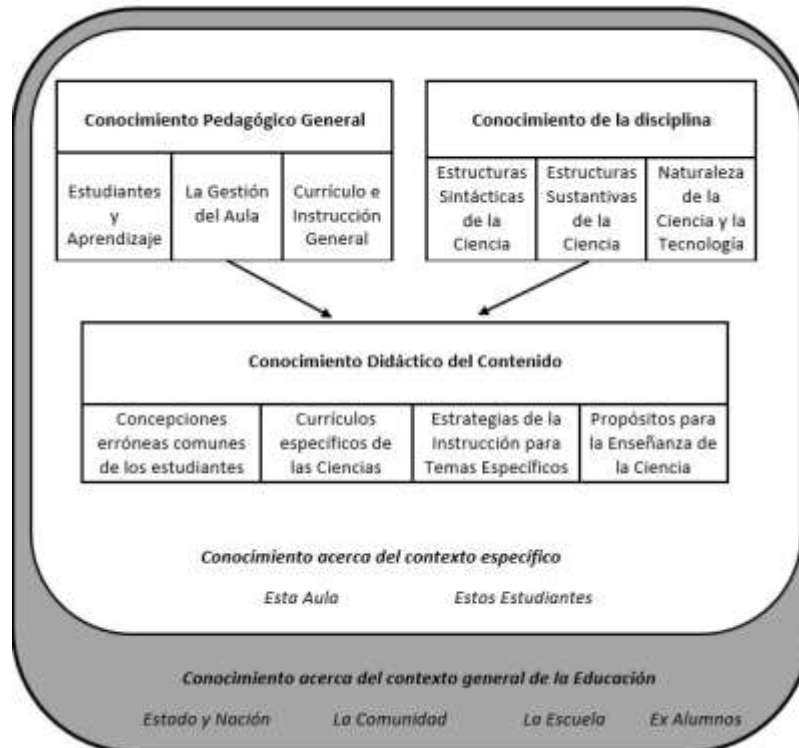 Conocimiento Pedagógico General
Estudiantes
y
Aprendizaje
La Gestión
del Aula
Currículo e
Instrucción
General
Conocimiento de la disciplina
Estructuras
Sintácticas
de la
Ciencia
Estructuras
Sustantivas
de la
Ciencia
Naturaleza
de la
Ciencia y la
Tecnología
Conocimiento Didáctico del Contenido
Concepciones
erróneas comunes
de los estudiantes
Currículos
específicos de
las Ciencias
Estrategias de la
Instrucción para
Temas Específicos
Propósitos para
la Enseñanza de
la Ciencia
Conocimiento acerca del contexto específico
Esta Aula
Estos Estudiantes
Conocimiento acerca del contexto general de la Educación
Estado y Nación
La Comunidad
La Escuela
Ex Alumnos